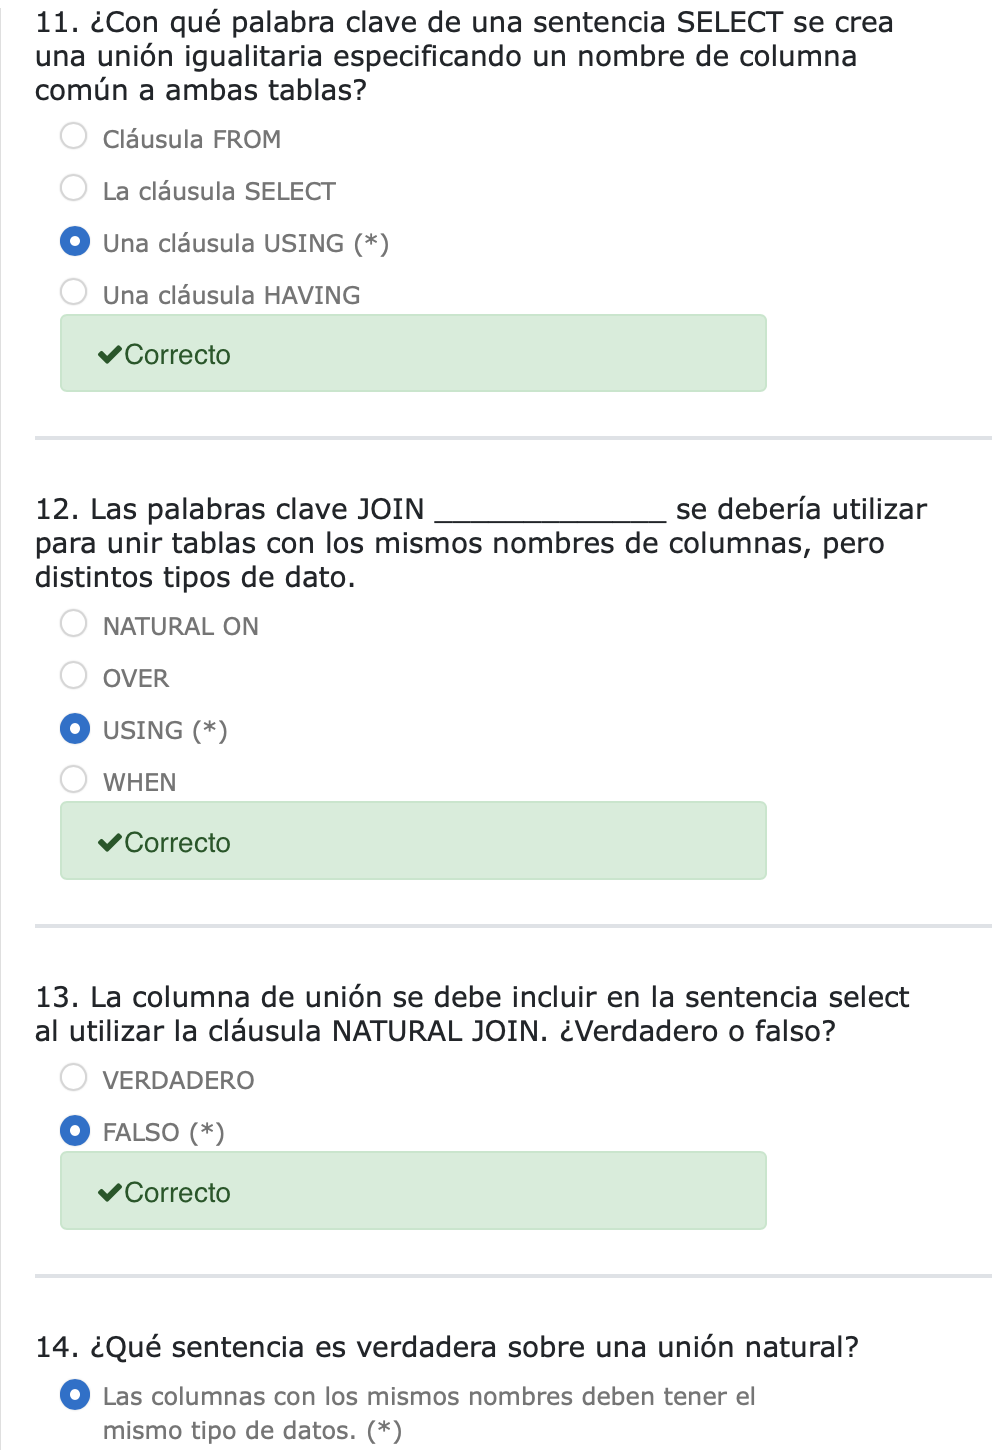 11. ¿Con qué palabra clave de una sentencia SELECT se crea
una unión igualitaria especificando un nombre de columna
común a ambas tablas?
Cláusula FROM
La cláusula SELECT
Una cláusula USING (*)
Una cláusula HAVING
Correcto
12. Las palabras clave JOIN _____________ se debería utilizar
para unir tablas con los mismos nombres de columnas, pero
distintos tipos de dato.
NATURAL ON
OVER
USING (*)
WHEN
Correcto
13. La columna de unión se debe incluir en la sentencia select
al utilizar la cláusula NATURAL JOIN. ¿Verdadero o falso?
VERDADERO
FALSO (*)
Correcto
14. ¿Qué sentencia es verdadera sobre una unión natural?
Las columnas con los mismos nombres deben tener el
mismo tipo de datos. (*)